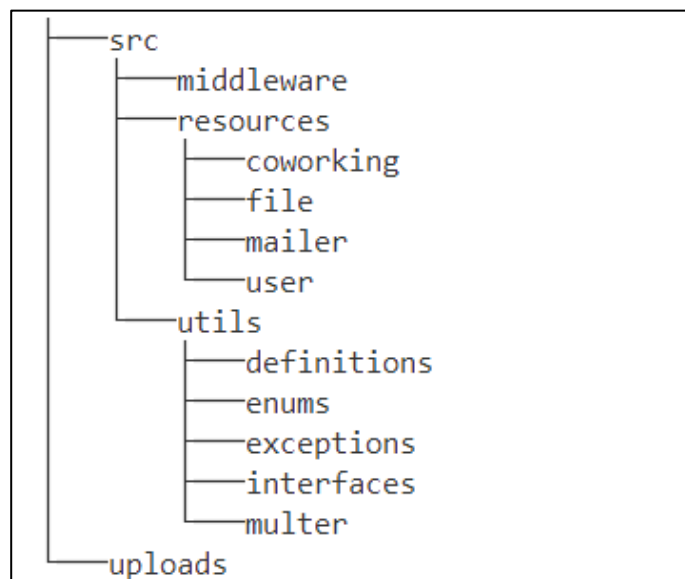 src
middleware
resources
coworking
file
mailer
user
utils
definitions
enums
exceptions
interfaces
multer
uploads